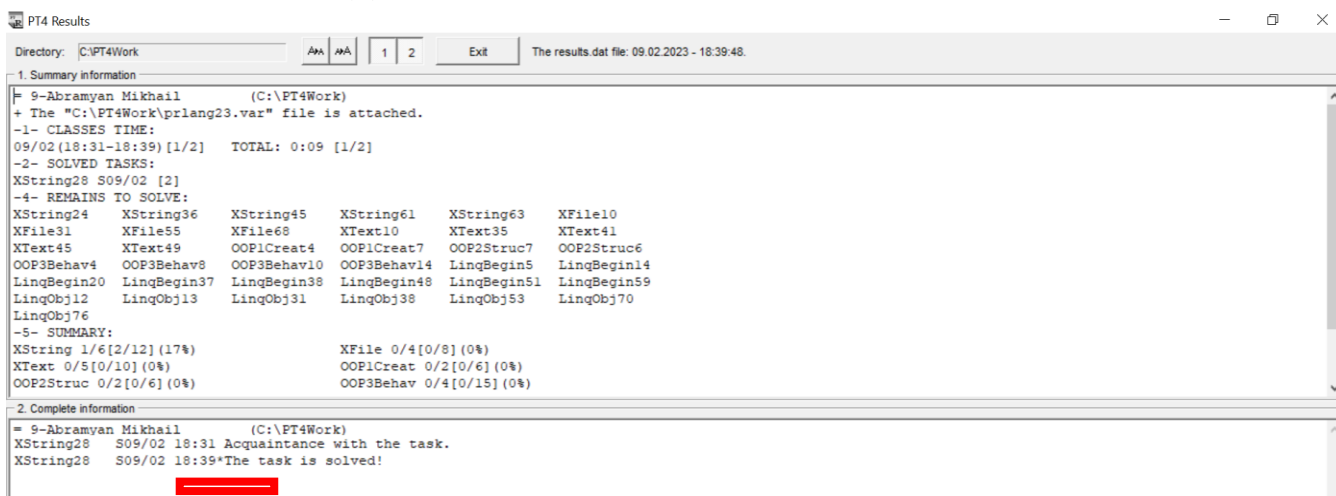 PT4 Results
Directory: C:\PT4Work AAA AAA 1 2 Exit The results.dat file: 09.02.2023 - 18:39:48.
1. Summary information
= 9-Abramyan Mikhail (C:\PT4Work)
+ The "C:\PT4Work\prlang23.var" file is attached.
-1- CLASSES TIME:
09/02(18:31-18:39)[1/2] TOTAL: 0:09 [1/2]
-2- SOLVED TASKS:
XString28 S09/02 [2]
-4- REMAINS TO SOLVE:
XString24 XString36 XString45 XString61 XString63 XFile10
XFile31 XFile55 XFile68 XText10 XText35 XText41
XText45 XText49 OOP1Creat4 OOP1Creat7 OOP2Struc7 OOP2Struc6
OOP3Behav4 OOP3Behav8 OOP3Behav10 OOP3Behav14 LinqBegin5 LinqBegin14
LinqBegin20 LinqBegin37 LinqBegin38 LinqBegin48 LinqBegin51 LinqBegin59
LinqObj12 LinqObj13 LinqObj31 LinqObj38 LinqObj53 LinqObj70
LinqObj76
-5- SUMMARY:
XString 1/6[2/12](17%) XFile 0/4[0/8](0%)
XText 0/5[0/10](0%) OOP1Creat 0/2[0/6](0%)
OOP2Struc 0/2[0/6](0%) OOP3Behav 0/4[0/15](0%)
2. Complete information
= 9-Abramyan Mikhail (C:\PT4Work)
XString28 S09/02 18:31 Acquaintance with the task.
XString28 S09/02 18:39*The task is solved!